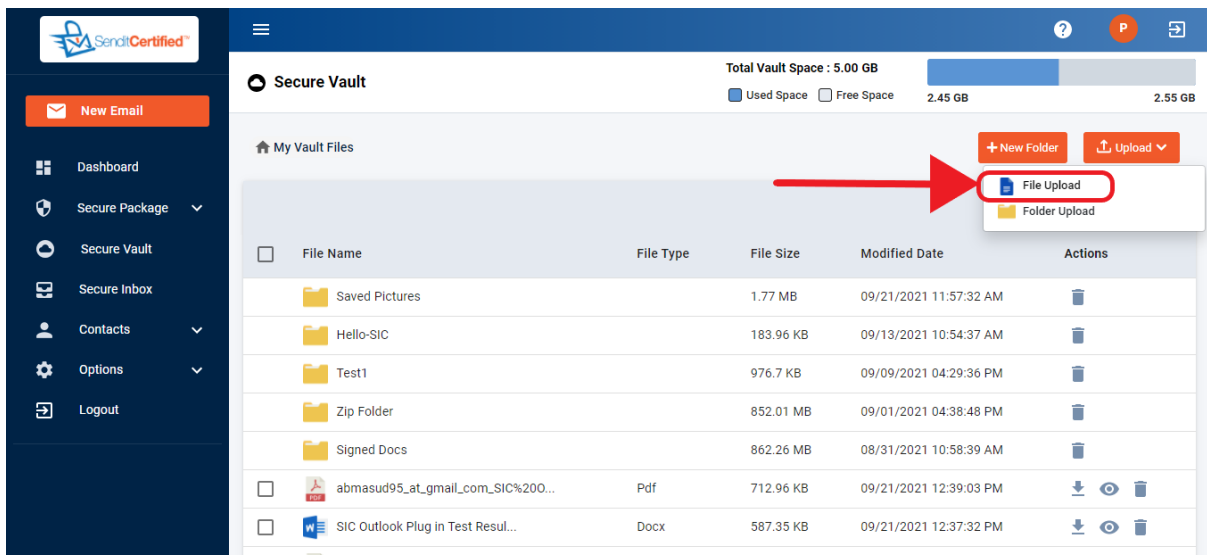 SenditCertified™
New Email
Dashboard
Secure Package
Secure Vault
Secure Inbox
Contacts
Options
Logout
?
P
Secure Vault
Total Vault Space : 5.00 GB
Used Space Free Space
2.45 GB 2.55 GB
My Vault Files
+ New Folder
Upload
File Upload
Folder Upload
File Name File Type File Size Modified Date Actions
Saved Pictures 1.77 MB 09/21/2021 11:57:32 AM
Hello-SIC 183.96 KB 09/13/2021 10:54:37 AM
Test1 976.7 KB 09/09/2021 04:29:36 PM
Zip Folder 852.01 MB 09/01/2021 04:38:48 PM
Signed Docs 862.26 MB 08/31/2021 10:58:39 AM
PDF abmasud95_at_gmail_com_SIC%20O... Pdf 712.96 KB 09/21/2021 12:39:03 PM
W SIC Outlook Plug in Test Resul... Docx 587.35 KB 09/21/2021 12:37:32 PM